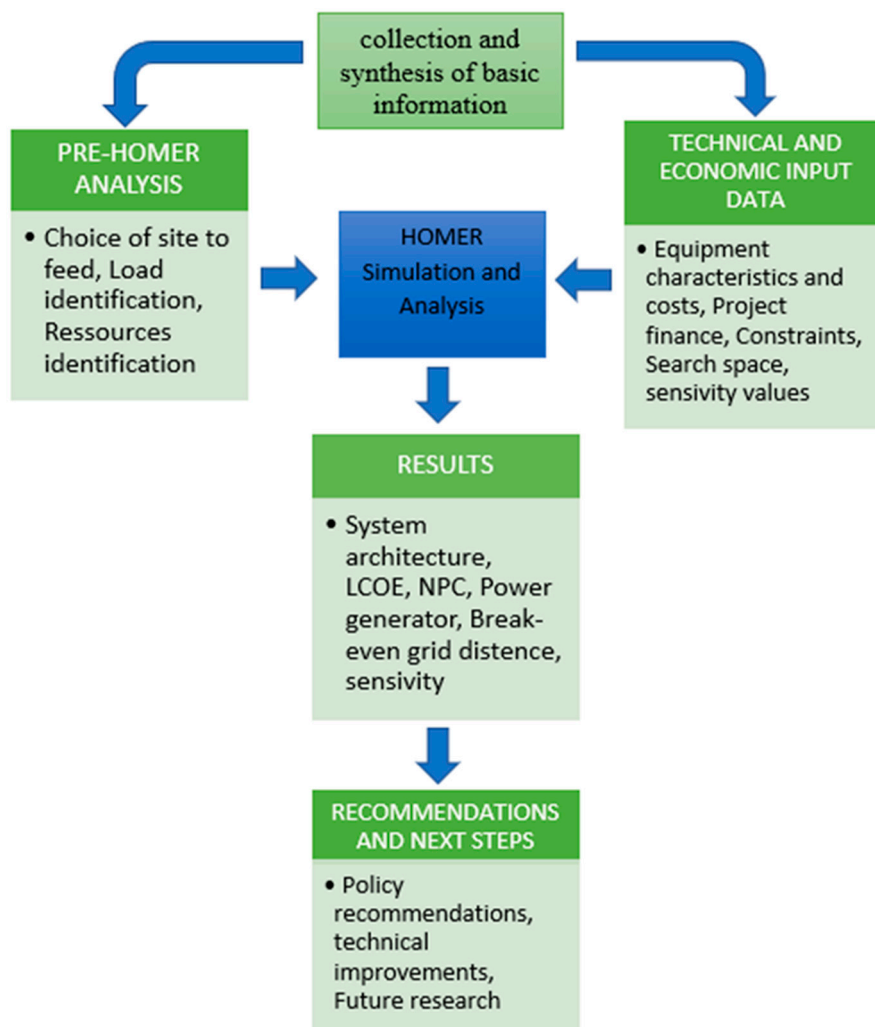 collection and
synthesis of basic
information
PRE-HOMER
ANALYSIS
• Choice of site to
feed, Load
identification,
Ressources
identification
HOMER
Simulation and
Analysis
TECHNICAL AND
ECONOMIC INPUT
DATA
• Equipment
characteristics
and costs, Project
finance, Constraints,
Search space,
sensivity values
RESULTS
• System
architecture,
LCOE, NPC, Power
generator, Break-
even grid distence,
sensivity
RECOMMENDATIONS
AND NEXT STEPS
• Policy
recommendations,
technical
improvements,
Future research